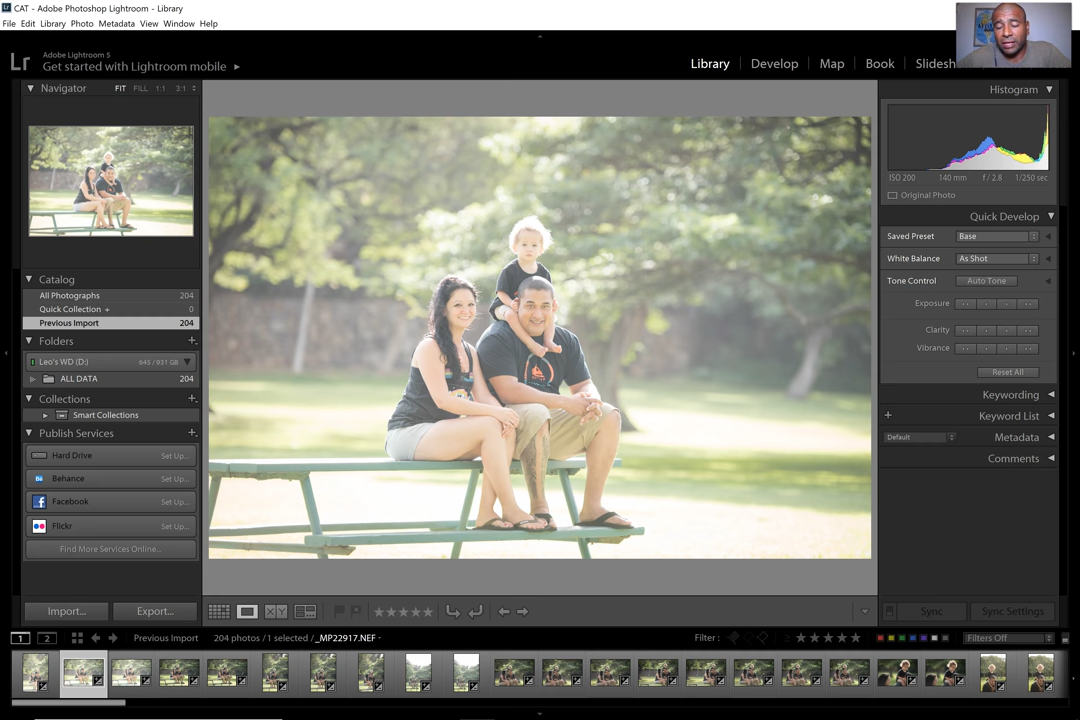 CAT - Adobe Photoshop Lightroom - Library
File Edit Library Photo Metadata View Window Help
Lr
Adobe Lightroom 5
Get started with Lightroom mobile
Library Develop Map Book Slidesh
Navigator FIT FILL 1:1 3:1
Catalog
All Photographs 204
Quick Collection + 0
Previous Import 204
Folders
Leo's WD (D:) 645 / 931 GB
ALL DATA 204
Collections
Smart Collections
Publish Services
Hard Drive Set Up...
Behance Set Up...
Facebook Set Up...
Flickr Set Up...
Find More Services Online...
Import... Export...
Histogram
ISO 200 140 mm f / 2.8 1/250 sec
Original Photo
Quick Develop
Saved Preset Base
White Balance As Shot
Tone Control Auto Tone
Exposure
Clarity
Vibrance
Reset All
Keywording
Keyword List
Default Metadata
Comments
XY
Sync Sync Settings
1 2 Previous Import 204 photos / 1 selected / _MP22917.NEF
Filter : Filters Off